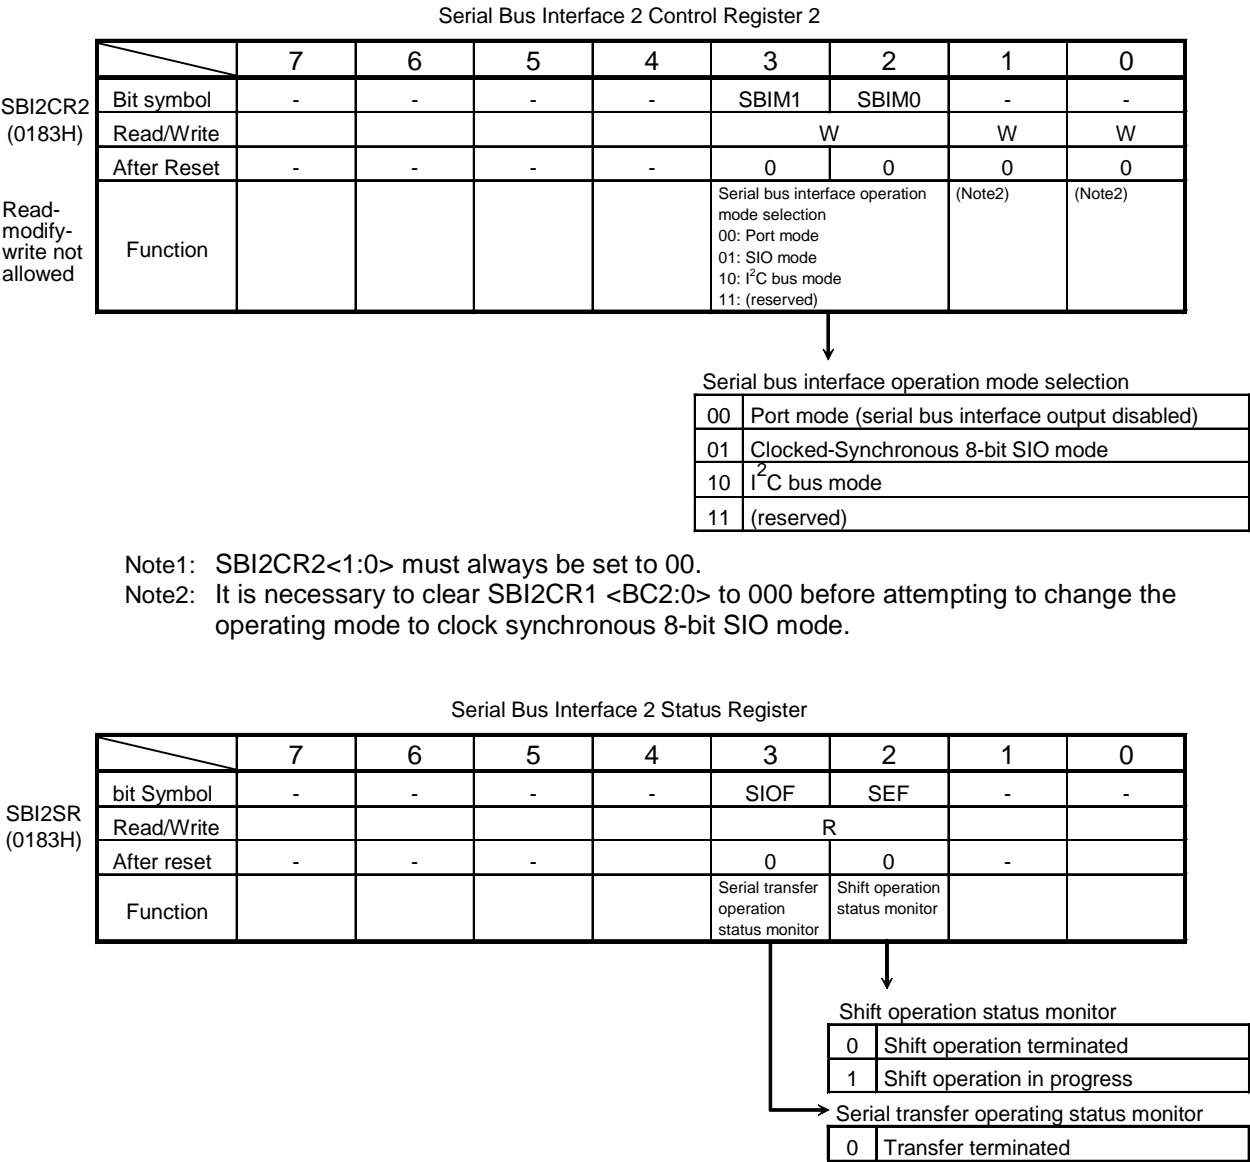 Serial Bus Interface 2 Control Register 2
7 6 5 4 3 2 1 0
SBI2CR2
(0183H)
Bit symbol - - - - SBIM1 SBIM0 - -
Read/Write W W W
After Reset - - - - 0 0 0 0
Read-
modify-
write not
allowed
Function
Serial bus interface operation
mode selection
00: Port mode
01: SIO mode
10: I2C bus mode
11: (reserved)
(Note2)
(Note2)
Serial bus interface operation mode selection
00 Port mode (serial bus interface output disabled)
01 Clocked-Synchronous 8-bit SIO mode
10 I2C bus mode
11 (reserved)
Note1: SBI2CR2<1:0> must always be set to 00.
Note2: It is necessary to clear SBI2CR1 <BC2:0> to 000 before attempting to change the
operating mode to clock synchronous 8-bit SIO mode.
Serial Bus Interface 2 Status Register
7 6 5 4 3 2 1 0
SBI2SR
(0183H)
bit Symbol - - - - SIOF SEF - -
Read/Write R
After reset - - - 0 0 -
Function
Serial transfer
operation
status monitor
Shift operation
status monitor
Shift operation status monitor
0 Shift operation terminated
1 Shift operation in progress
Serial transfer operating status monitor
0 Transfer terminated